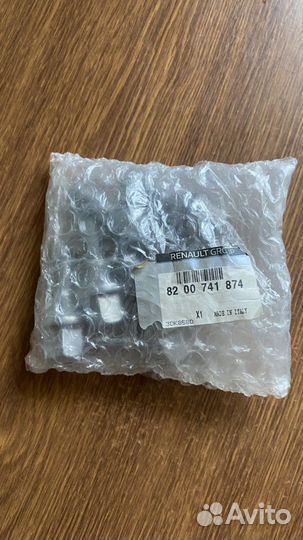 RENAULT GROUP
82 00 741 874
X1 MADE IN ITALY
Avito